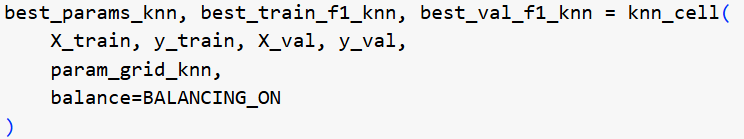 best_params_knn, best_train_f1_knn, best_val_f1_knn = knn_cell(
    X_train, y_train, X_val, y_val,
    param_grid_knn,
    balance=BALANCING_ON
)